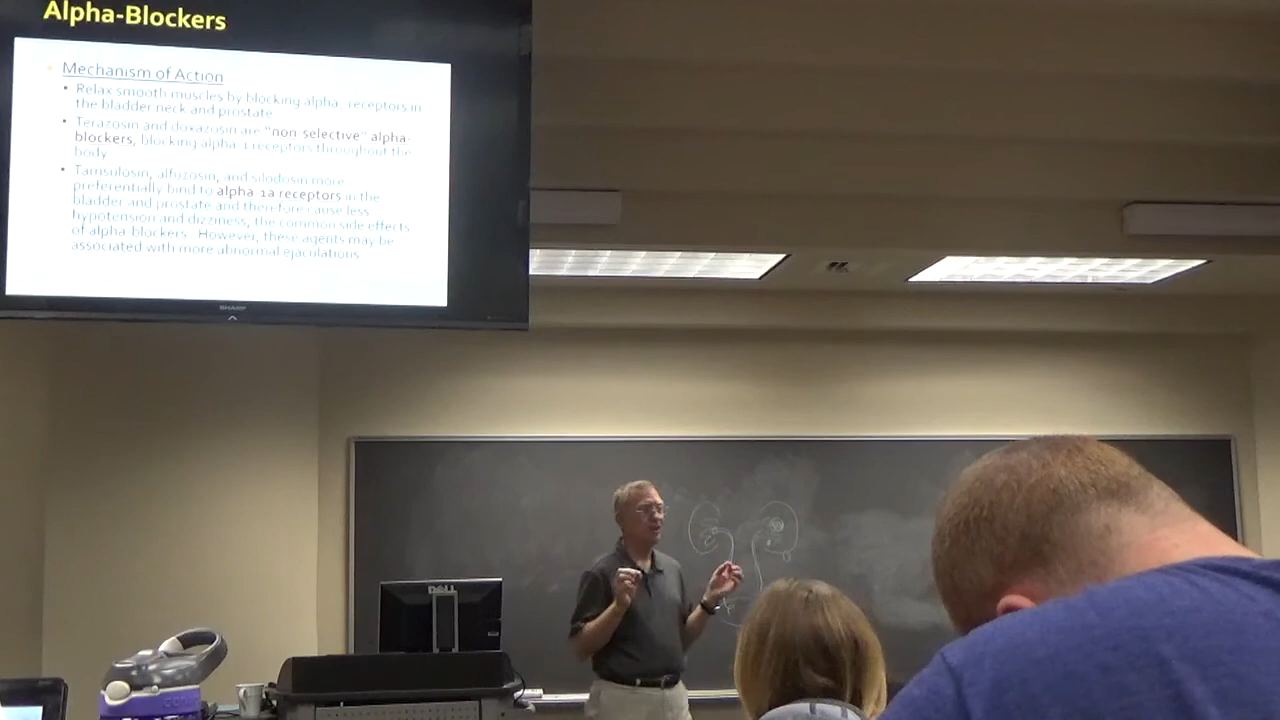 Alpha-Blockers
Mechanism of Action
• Relax smooth muscles by blocking alpha receptors in
the bladder neck and prostate
• Terazosin and doxazosin are "non selective" alpha-
blockers, blocking alpha 1 receptors throughout the
body
• Tamsulosin, alfuzosin, and silodosin more
preferentially bind to alpha 1a receptors in the
bladder and prostate and therefore cause less
hypotension and dizziness, the common side effects
of alpha-blockers. However, these agents may be
associated with more abnormal ejaculations
SHARP
DELL